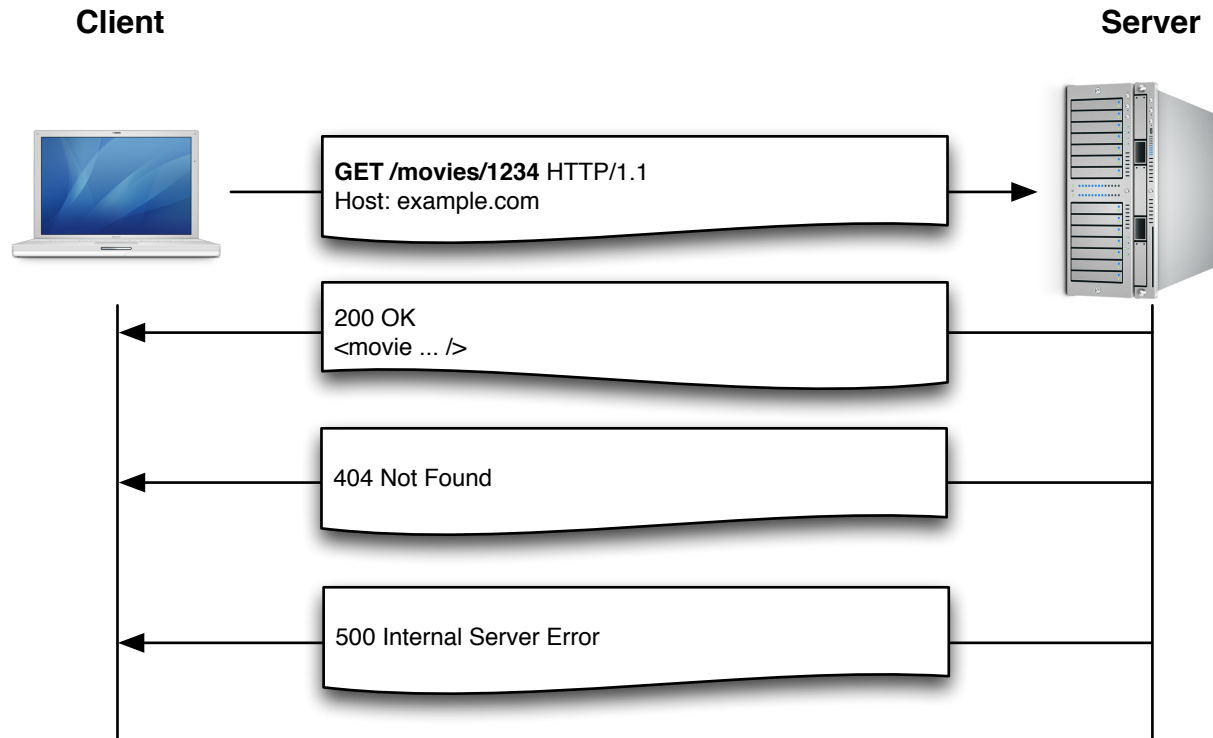 Client
Server
GET /movies/1234 HTTP/1.1
Host: example.com
200 OK
<movie ... />
404 Not Found
500 Internal Server Error